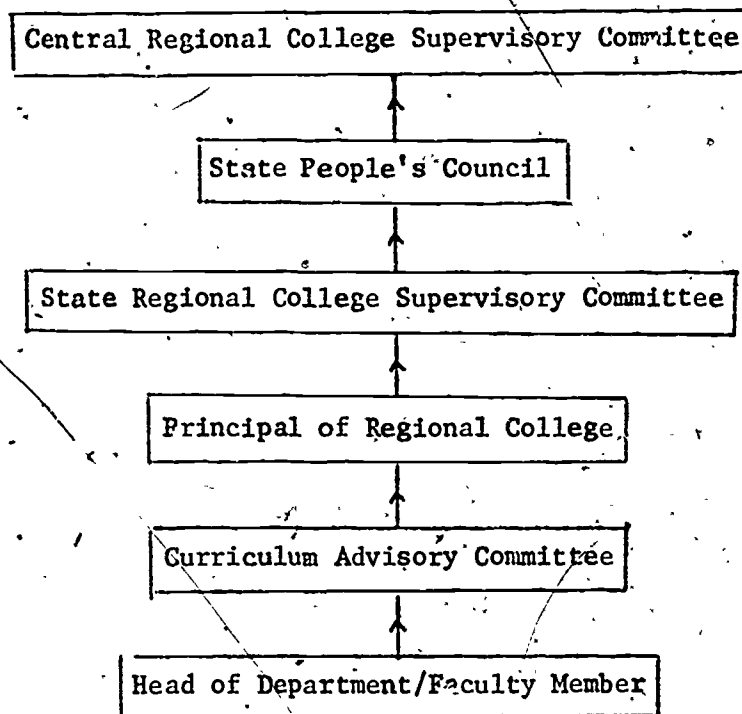 Central Regional College Supervisory Committee
State People's Council
State Regional College Supervisory Committee
Principal of Regional College
Curriculum Advisory Committee
Head of Department/Faculty Member